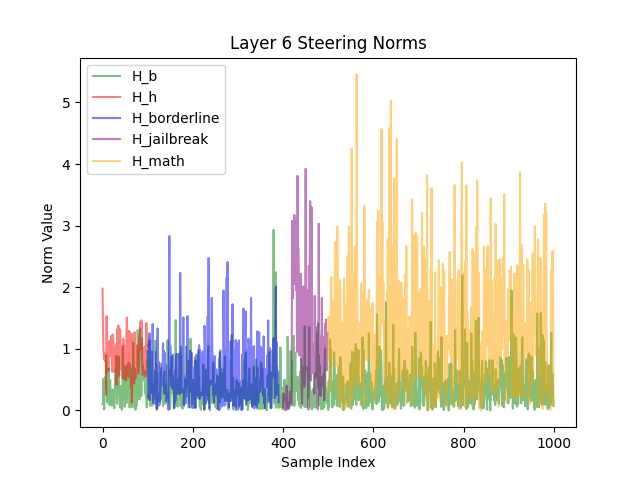 Layer 6 Steering Norms
H_b
H_h
H_borderline
H_jailbreak
H_math
Norm Value
5
4
3
2
1
0
0
200
400
600
800
1000
Sample Index